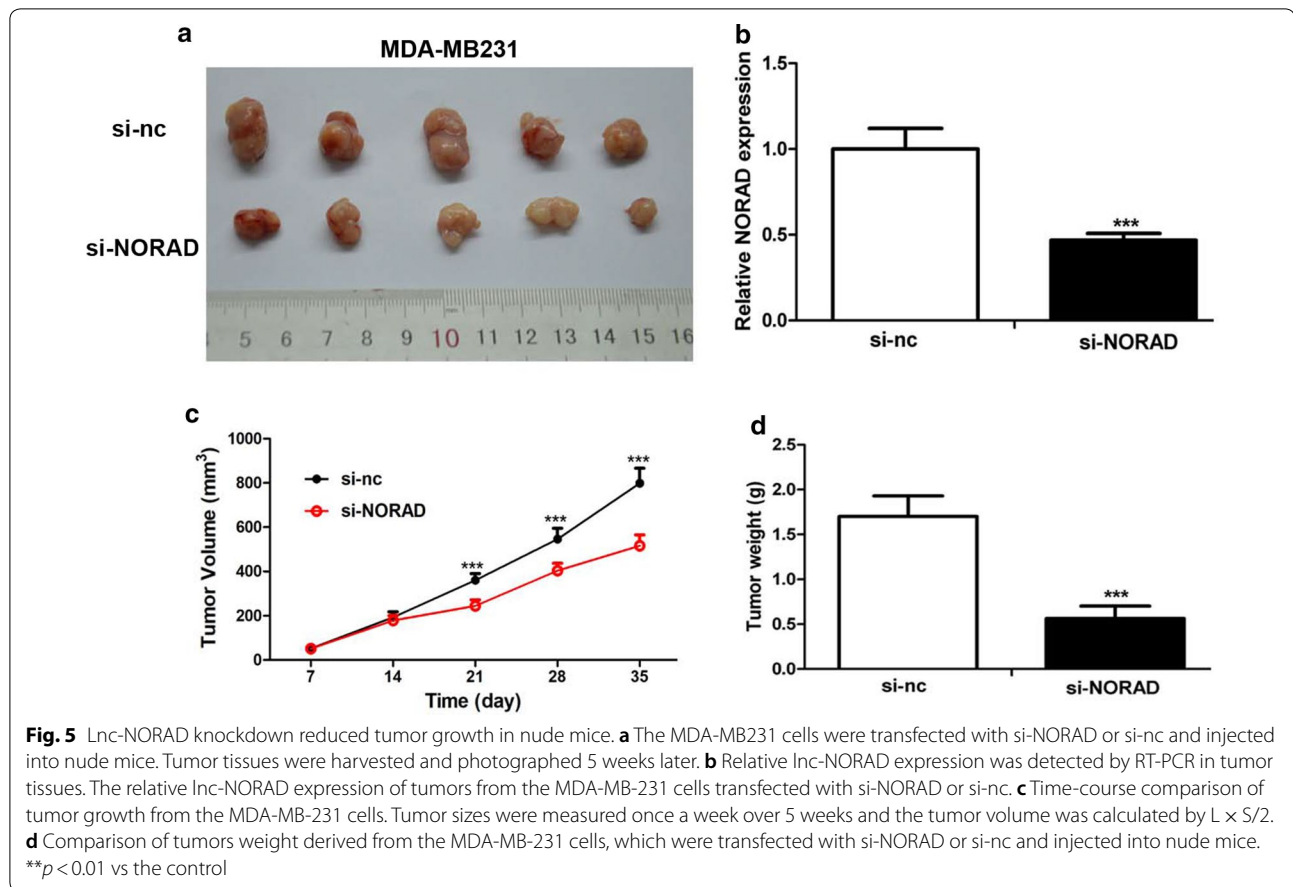 a
MDA-MB231
si-nc
si-NORAD
4 5 6 7 8 9 10 11 12 13 14 15 16
b
Relative NORAD expression
1.5
1.0
0.5
0.0
***
si-nc
si-NORAD
c
Tumor Volume (mm³)
1000
800
600
400
200
0
si-nc
si-NORAD
***
***
***
7 14 21 28 35
Time (day)
d
Tumor weight (g)
2.5
2.0
1.5
1.0
0.5
0.0
***
si-nc
si-NORAD
Fig. 5 Lnc-NORAD knockdown reduced tumor growth in nude mice. a The MDA-MB231 cells were transfected with si-NORAD or si-nc and injected
into nude mice. Tumor tissues were harvested and photographed 5 weeks later. b Relative lnc-NORAD expression was detected by RT-PCR in tumor
tissues. The relative lnc-NORAD expression of tumors from the MDA-MB-231 cells transfected with si-NORAD or si-nc. c Time-course comparison of
tumor growth from the MDA-MB-231 cells. Tumor sizes were measured once a week over 5 weeks and the tumor volume was calculated by L × S/2.
d Comparison of tumors weight derived from the MDA-MB-231 cells, which were transfected with si-NORAD or si-nc and injected into nude mice.
**p < 0.01 vs the control